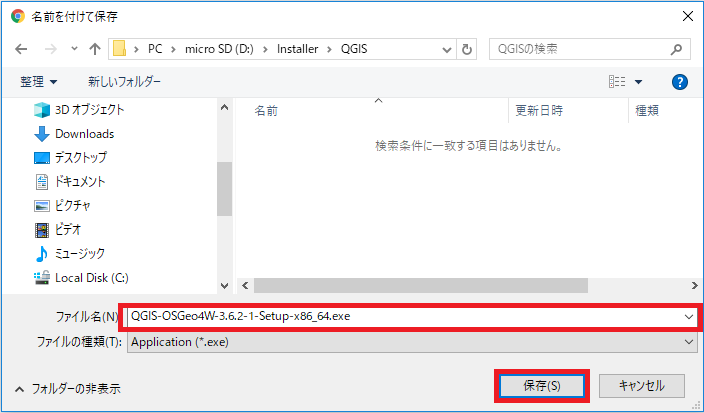 名前を付けて保存
PC › micro SD (D:) › Installer › QGIS
QGISの検索
整理 新しいフォルダー
?
名前 更新日時 種類
検索条件に一致する項目はありません。
3D オブジェクト
Downloads
デスクトップ
ドキュメント
ピクチャ
ビデオ
ミュージック
Local Disk (C:)
ファイル名(N): QGIS-OSGeo4W-3.6.2-1-Setup-x86_64.exe
ファイルの種類(T): Application (*.exe)
フォルダーの非表示
保存(S)
キャンセル